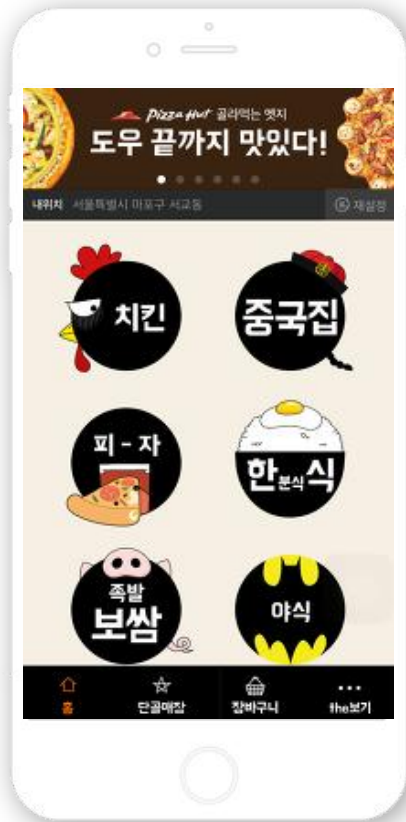 Pizza Hut 골라먹는 엣지
도우 끝까지 맛있다!
내위치 서울특별시 마포구 서교동 재설정
치킨
중국집
피 - 자
한분식식
족발
보쌈
야식
홈 단골매장 장바구니 the보기